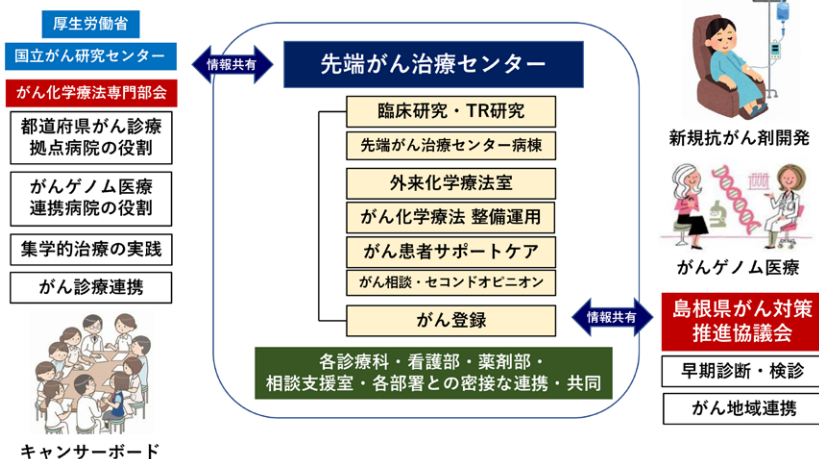 厚生労働省
国立がん研究センター
がん化学療法専門部会
都道府県がん診療
拠点病院の役割
がんゲノム医療
連携病院の役割
集学的治療の実践
がん診療連携
キャンサーボード
情報共有
先端がん治療センター
臨床研究・TR研究
先端がん治療センター病棟
外来化学療法室
がん化学療法 整備運用
がん患者サポートケア
がん相談・セコンドオピニオン
がん登録
各診療科・看護部・薬剤部・
相談支援室・各部署との密接な連携・共同
情報共有
新規抗がん剤開発
がんゲノム医療
島根県がん対策
推進協議会
早期診断・検診
がん地域連携